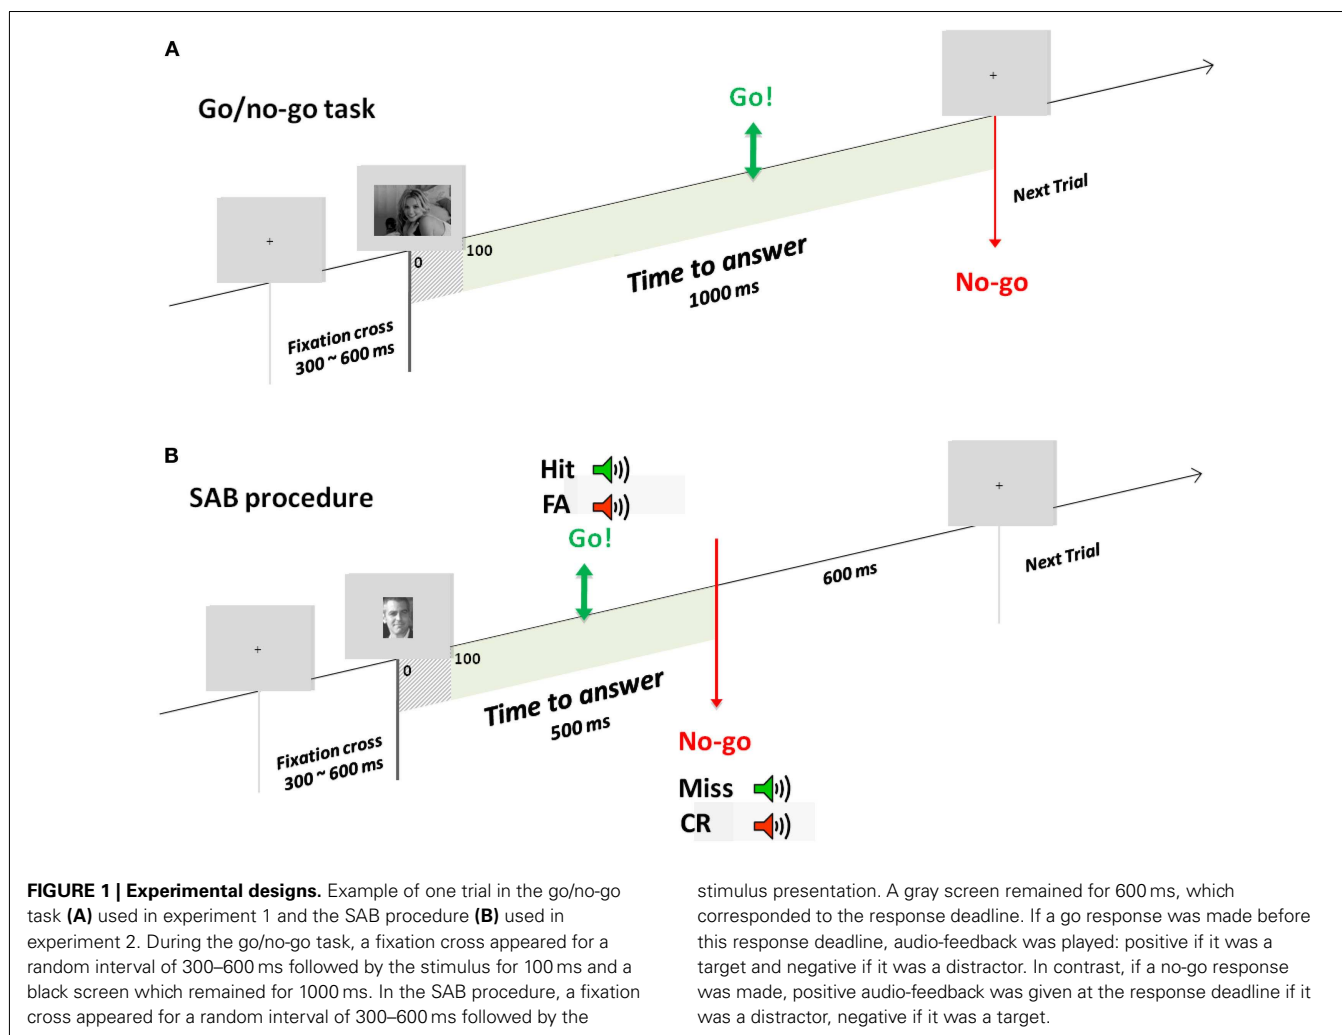 A
Go/no-go task
Go!
0
100
Fixation cross
300 ~ 600 ms
Time to answer
1000 ms
Next Trial
No-go
B
SAB procedure
Hit
FA
Go!
0
100
Fixation cross
300 ~ 600 ms
Time to answer
500 ms
600 ms
Next Trial
No-go
Miss
CR
FIGURE 1 | Experimental designs. Example of one trial in the go/no-go
task (A) used in experiment 1 and the SAB procedure (B) used in
experiment 2. During the go/no-go task, a fixation cross appeared for a
random interval of 300–600 ms followed by the stimulus for 100 ms and a
black screen which remained for 1000 ms. In the SAB procedure, a fixation
cross appeared for a random interval of 300–600 ms followed by the
stimulus presentation. A gray screen remained for 600 ms, which
corresponded to the response deadline. If a go response was made before
this response deadline, audio-feedback was played: positive if it was a
target and negative if it was a distractor. In contrast, if a no-go response
was made, positive audio-feedback was given at the response deadline if it
was a distractor, negative if it was a target.